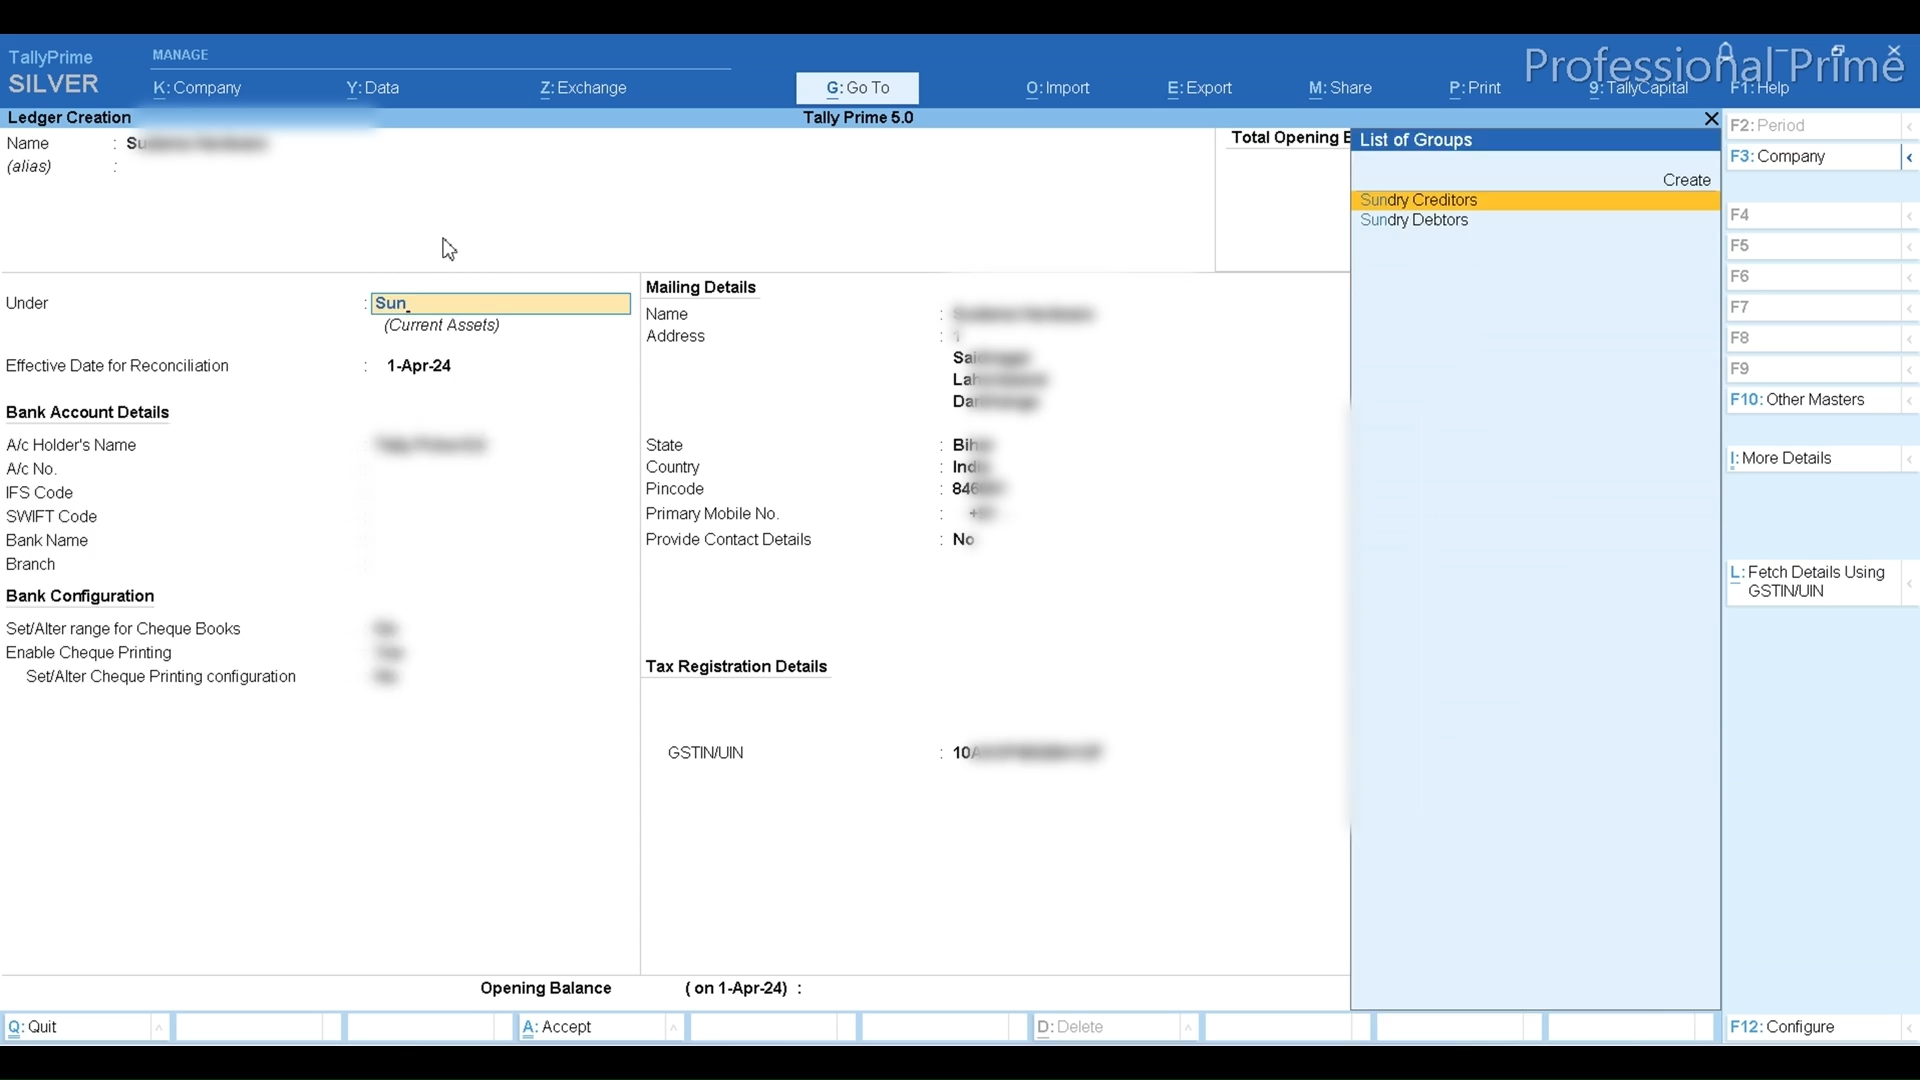 Professional Prime
TallyPrime
SILVER
MANAGE
K: Company
Y: Data
Z: Exchange
G: Go To
O: Import
E: Export
M: Share
P: Print
9: TallyCapital
F1: Help
Ledger Creation
Tally Prime 5.0
Name :
(alias) :
Total Opening
Under : Sun
(Current Assets)
Effective Date for Reconciliation : 1-Apr-24
Bank Account Details
A/c Holder's Name
A/c No.
IFS Code
SWIFT Code
Bank Name
Branch
Bank Configuration
Set/Alter range for Cheque Books
Enable Cheque Printing
Set/Alter Cheque Printing configuration
Mailing Details
Name :
Address :
State :
Country :
Pincode :
Primary Mobile No. :
Provide Contact Details : No
Tax Registration Details
GSTIN/UIN :
Opening Balance ( on 1-Apr-24) :
List of Groups
Create
Sundry Creditors
Sundry Debtors
F2: Period
F3: Company
F4
F5
F6
F7
F8
F9
F10: Other Masters
I: More Details
L: Fetch Details Using
GSTIN/UIN
Q: Quit
A: Accept
D: Delete
F12: Configure